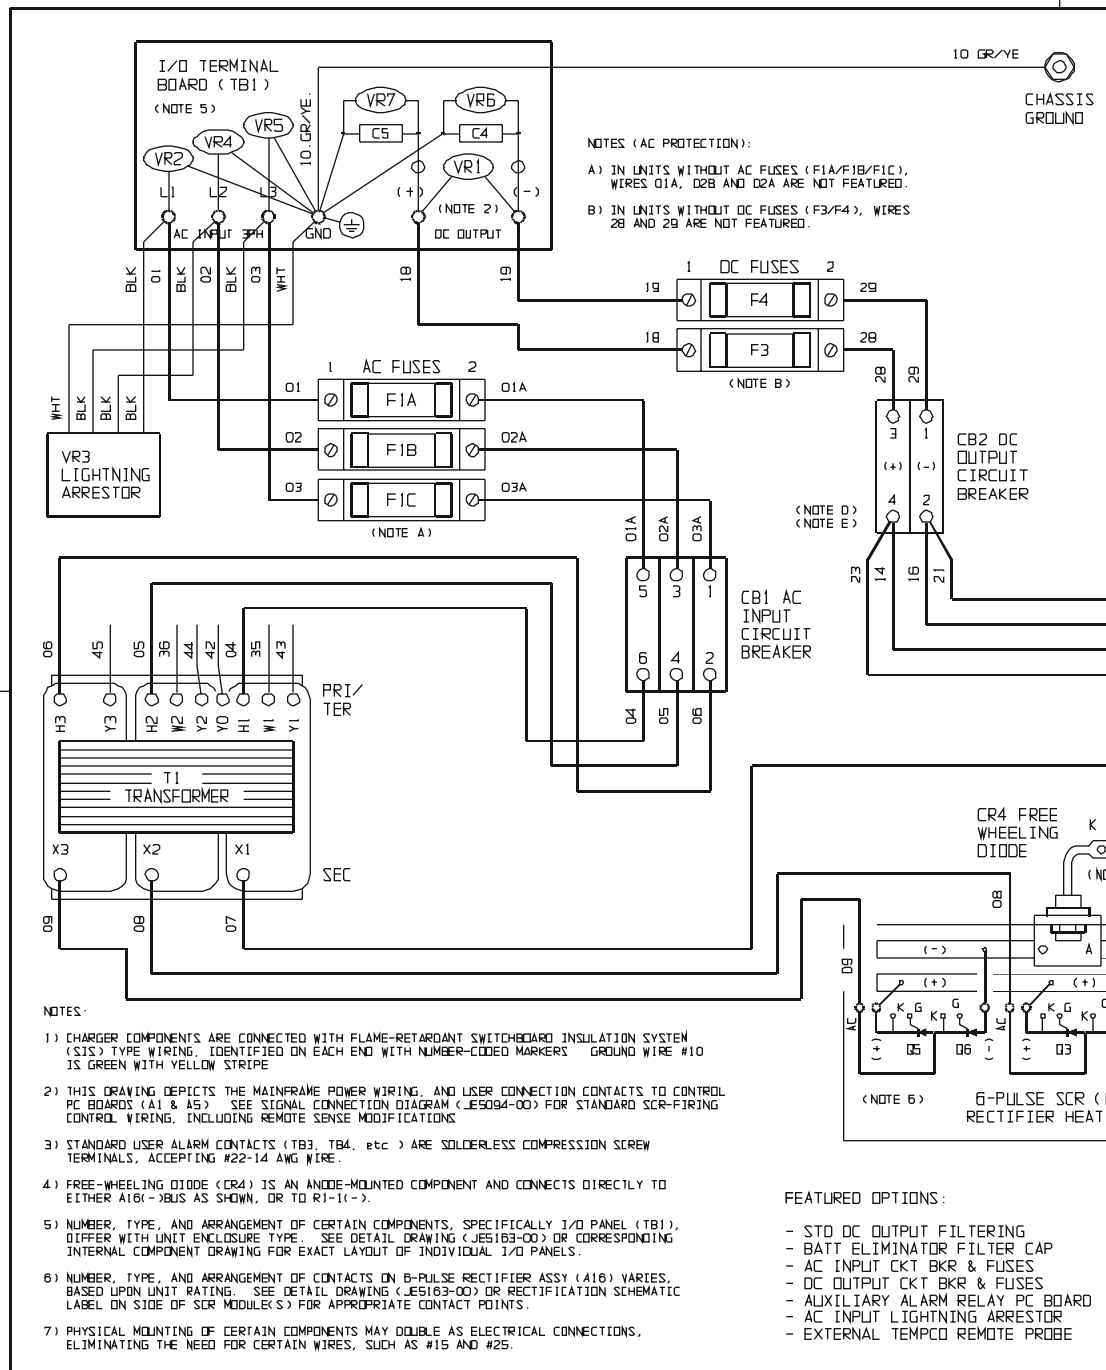 10 GR/YE
CHASSIS
GROUND
I/O TERMINAL
BOARD (TB1)
(NOTE 5)
VR2
VR4
VR5
10 GR/YE.
VR7
C5
VR6
C4
VR1
(+)
(-)
(NOTE 2)
L1
L2
L3
AC INPUT 3PH
GND
DC OUTPUT
NOTES (AC PROTECTION):
A) IN UNITS WITHOUT AC FUSES (F1A/F1B/F1C),
WIRES 01A, 02B AND 02A ARE NOT FEATURED.
B) IN UNITS WITHOUT DC FUSES (F3/F4), WIRES
28 AND 29 ARE NOT FEATURED.
BLK
01
BLK
02
BLK
03
WHT
18
19
1 DC FUSES 2
19 F4 29
18 F3 28
(NOTE B)
28
29
1 AC FUSES 2
01 F1A 01A
02 F1B 02A
03 F1C 03A
(NOTE A)
WHT
BLK
BLK
BLK
VR3
LIGHTNING
ARRESTOR
3 1
(+) (-)
4 2
CB2 DC
OUTPUT
CIRCUIT
BREAKER
(NOTE D)
(NOTE E)
23
14
16
21
01A
02A
03A
5 3 1
6 4 2
CB1 AC
INPUT
CIRCUIT
BREAKER
04
05
06
06
45
05
36
44
42
04
35
43
PRI/
TER
H3
Y3
H2
W2
Y2
Y0
H1
W1
Y1
T1
TRANSFORMER
X3 X2 X1
SEC
09
08
07
CR4 FREE
WHEELING
DIODE
K
(NO
08
09
A
(-)
(+)
(+)
K G
G
K
K G
K
AC
(+)
Q5
Q6
(-)
AC
(+)
Q3
(NOTE 6)
6-PULSE SCR (
RECTIFIER HEAT
NOTES:
1) CHARGER COMPONENTS ARE CONNECTED WITH FLAME-RETARDANT SWITCHBOARD INSULATION SYSTEM
(SIS) TYPE WIRING, IDENTIFIED ON EACH END WITH NUMBER-CODED MARKERS GROUND WIRE #10
IS GREEN WITH YELLOW STRIPE
2) THIS DRAWING DEPICTS THE MAINFRAME POWER WIRING, AND USER CONNECTION CONTACTS TO CONTROL
PC BOARDS (A1 & A5) SEE SIGNAL CONNECTION DIAGRAM (JE5094-00) FOR STANDARD SCR-FIRING
CONTROL WIRING, INCLUDING REMOTE SENSE MODIFICATIONS
3) STANDARD USER ALARM CONTACTS (TB3, TB4, etc ) ARE SOLDERLESS COMPRESSION SCREW
TERMINALS, ACCEPTING #22-14 AWG WIRE.
4) FREE-WHEELING DIODE (CR4) IS AN ANODE-MOUNTED COMPONENT AND CONNECTS DIRECTLY TO
EITHER A16(-)BUS AS SHOWN, OR TO R1-1(-).
5) NUMBER, TYPE, AND ARRANGEMENT OF CERTAIN COMPONENTS, SPECIFICALLY I/O PANEL (TB1),
DIFFER WITH UNIT ENCLOSURE TYPE. SEE DETAIL DRAWING (JE5163-00) OR CORRESPONDING
INTERNAL COMPONENT DRAWING FOR EXACT LAYOUT OF INDIVIDUAL I/O PANELS.
6) NUMBER, TYPE, AND ARRANGEMENT OF CONTACTS ON 6-PULSE RECTIFIER ASSY (A16) VARIES,
BASED UPON UNIT RATING. SEE DETAIL DRAWING (JE5163-00) OR RECTIFICATION SCHEMATIC
LABEL ON SIDE OF SCR MODULE(S) FOR APPROPRIATE CONTACT POINTS.
7) PHYSICAL MOUNTING OF CERTAIN COMPONENTS MAY DOUBLE AS ELECTRICAL CONNECTIONS,
ELIMINATING THE NEED FOR CERTAIN WIRES, SUCH AS #15 AND #25.
FEATURED OPTIONS:
- STD DC OUTPUT FILTERING
- BATT ELIMINATOR FILTER CAP
- AC INPUT CKT BKR & FUSES
- DC OUTPUT CKT BKR & FUSES
- AUXILIARY ALARM RELAY PC BOARD
- AC INPUT LIGHTNING ARRESTOR
- EXTERNAL TEMPCO REMOTE PROBE